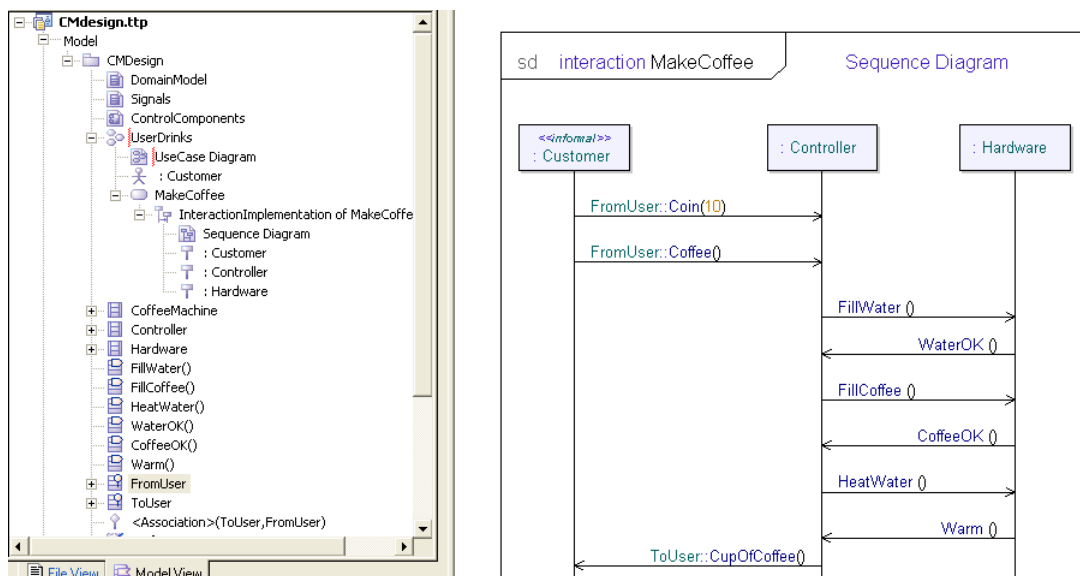 CMdesign.ttp
Model
CMDesign
DomainModel
Signals
ControlComponents
UserDrinks
UseCase Diagram
: Customer
MakeCoffee
InteractionImplementation of MakeCoffe
Sequence Diagram
: Customer
: Controller
: Hardware
CoffeeMachine
Controller
Hardware
FillWater()
FillCoffee()
HeatWater()
WaterOK()
CoffeeOK()
Warm()
FromUser
ToUser
<Association>(ToUser,FromUser)
File View Model View
sd interaction MakeCoffee
Sequence Diagram
<<informal>>
: Customer
: Controller
: Hardware
FromUser::Coin(10)
FromUser::Coffee()
FillWater ()
WaterOK ()
FillCoffee ()
CoffeeOK ()
HeatWater ()
Warm ()
ToUser::CupOfCoffee()